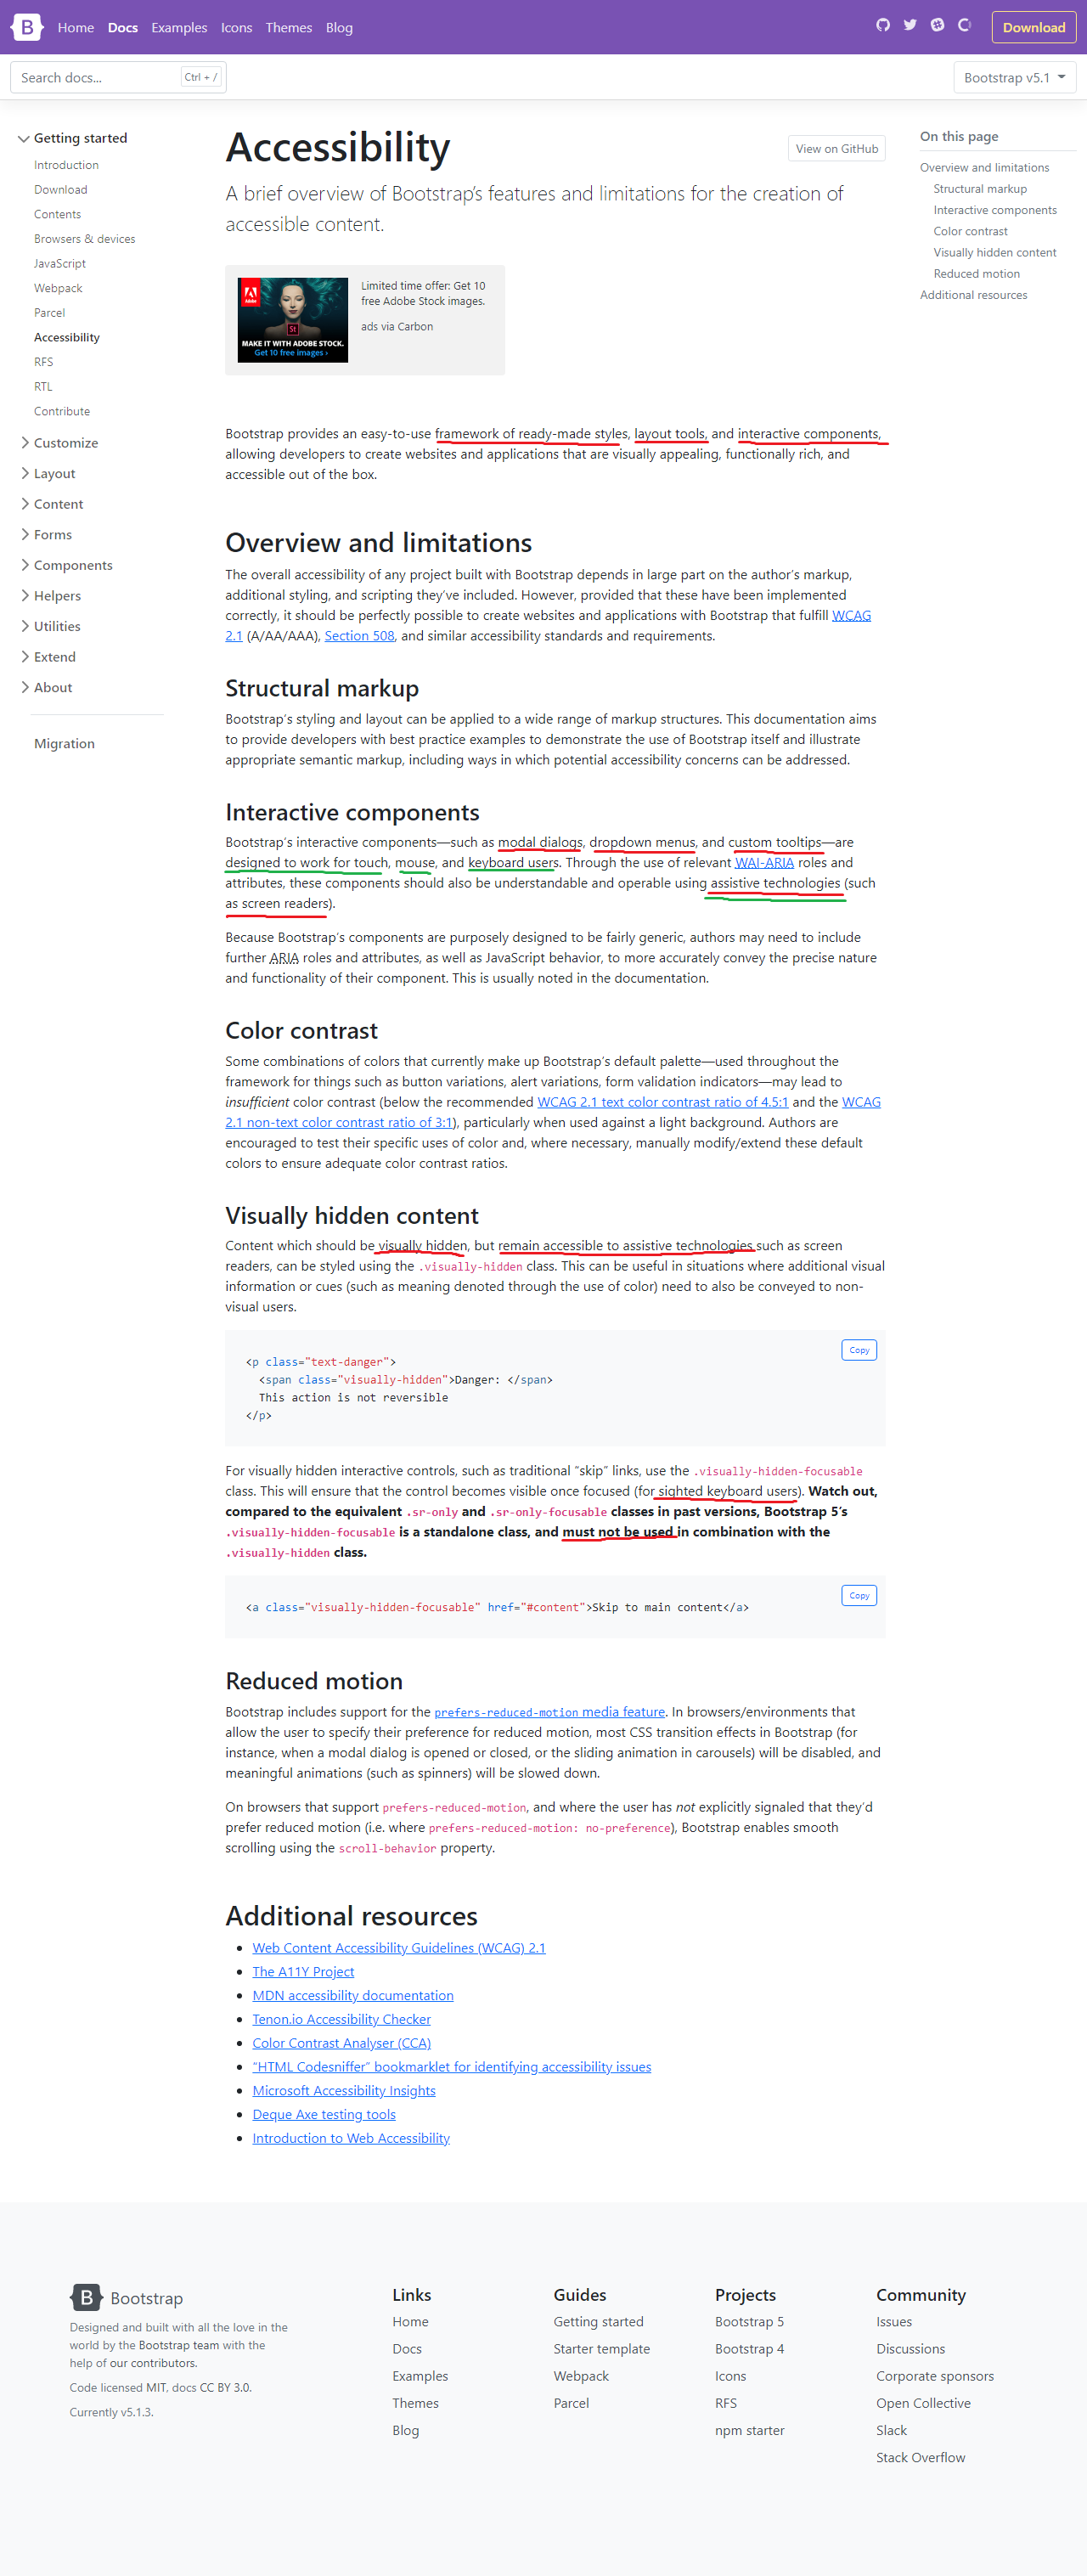 B Home Docs Examples Icons Themes Blog Download
Search docs... Ctrl + / Bootstrap v5.1
Getting started
Introduction
Download
Contents
Browsers & devices
JavaScript
Webpack
Parcel
Accessibility
RFS
RTL
Contribute
Customize
Layout
Content
Forms
Components
Helpers
Utilities
Extend
About
Migration
Accessibility
View on GitHub
A brief overview of Bootstrap’s features and limitations for the creation of
accessible content.
Adobe
St
MAKE IT WITH ADOBE STOCK.
Get 10 free images ›
Limited time offer: Get 10
free Adobe Stock images.
ads via Carbon
On this page
Overview and limitations
Structural markup
Interactive components
Color contrast
Visually hidden content
Reduced motion
Additional resources
Bootstrap provides an easy-to-use framework of ready-made styles, layout tools, and interactive components,
allowing developers to create websites and applications that are visually appealing, functionally rich, and
accessible out of the box.
Overview and limitations
The overall accessibility of any project built with Bootstrap depends in large part on the author’s markup,
additional styling, and scripting they’ve included. However, provided that these have been implemented
correctly, it should be perfectly possible to create websites and applications with Bootstrap that fulfill WCAG
2.1 (A/AA/AAA), Section 508, and similar accessibility standards and requirements.
Structural markup
Bootstrap’s styling and layout can be applied to a wide range of markup structures. This documentation aims
to provide developers with best practice examples to demonstrate the use of Bootstrap itself and illustrate
appropriate semantic markup, including ways in which potential accessibility concerns can be addressed.
Interactive components
Bootstrap’s interactive components—such as modal dialogs, dropdown menus, and custom tooltips—are
designed to work for touch, mouse, and keyboard users. Through the use of relevant WAI-ARIA roles and
attributes, these components should also be understandable and operable using assistive technologies (such
as screen readers).
Because Bootstrap’s components are purposely designed to be fairly generic, authors may need to include
further ARIA roles and attributes, as well as JavaScript behavior, to more accurately convey the precise nature
and functionality of their component. This is usually noted in the documentation.
Color contrast
Some combinations of colors that currently make up Bootstrap’s default palette—used throughout the
framework for things such as button variations, alert variations, form validation indicators—may lead to
insufficient color contrast (below the recommended WCAG 2.1 text color contrast ratio of 4.5:1 and the WCAG
2.1 non-text color contrast ratio of 3:1), particularly when used against a light background. Authors are
encouraged to test their specific uses of color and, where necessary, manually modify/extend these default
colors to ensure adequate color contrast ratios.
Visually hidden content
Content which should be visually hidden, but remain accessible to assistive technologies such as screen
readers, can be styled using the .visually-hidden class. This can be useful in situations where additional visual
information or cues (such as meaning denoted through the use of color) need to also be conveyed to non-
visual users.
Copy
<p class="text-danger">
<span class="visually-hidden">Danger: </span>
This action is not reversible
</p>
For visually hidden interactive controls, such as traditional “skip” links, use the .visually-hidden-focusable
class. This will ensure that the control becomes visible once focused (for sighted keyboard users). Watch out,
compared to the equivalent .sr-only and .sr-only-focusable classes in past versions, Bootstrap 5’s
.visually-hidden-focusable is a standalone class, and must not be used in combination with the
.visually-hidden class.
Copy
<a class="visually-hidden-focusable" href="#content">Skip to main content</a>
Reduced motion
Bootstrap includes support for the prefers-reduced-motion media feature. In browsers/environments that
allow the user to specify their preference for reduced motion, most CSS transition effects in Bootstrap (for
instance, when a modal dialog is opened or closed, or the sliding animation in carousels) will be disabled, and
meaningful animations (such as spinners) will be slowed down.
On browsers that support prefers-reduced-motion, and where the user has not explicitly signaled that they’d
prefer reduced motion (i.e. where prefers-reduced-motion: no-preference), Bootstrap enables smooth
scrolling using the scroll-behavior property.
Additional resources
Web Content Accessibility Guidelines (WCAG) 2.1
The A11Y Project
MDN accessibility documentation
Tenon.io Accessibility Checker
Color Contrast Analyser (CCA)
“HTML Codesniffer” bookmarklet for identifying accessibility issues
Microsoft Accessibility Insights
Deque Axe testing tools
Introduction to Web Accessibility
B Bootstrap
Designed and built with all the love in the
world by the Bootstrap team with the
help of our contributors.
Code licensed MIT, docs CC BY 3.0.
Currently v5.1.3.
Links
Home
Docs
Examples
Themes
Blog
Guides
Getting started
Starter template
Webpack
Parcel
Projects
Bootstrap 5
Bootstrap 4
Icons
RFS
npm starter
Community
Issues
Discussions
Corporate sponsors
Open Collective
Slack
Stack Overflow